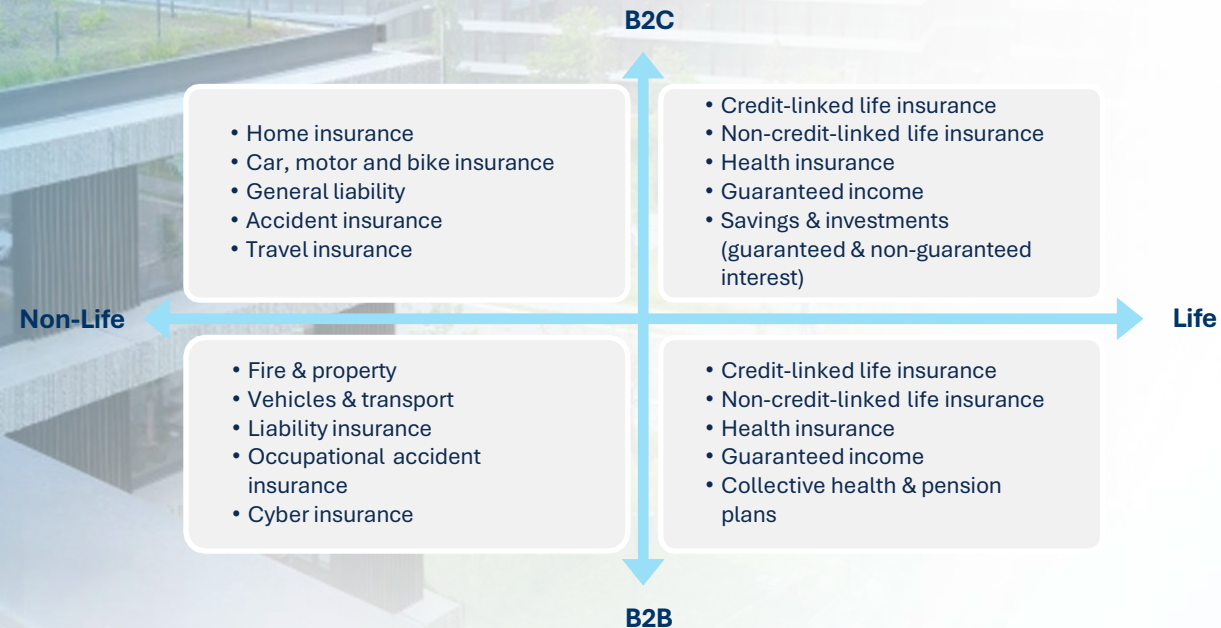 B2C
• Home insurance
• Car, motor and bike insurance
• General liability
• Accident insurance
• Travel insurance
• Credit-linked life insurance
• Non-credit-linked life insurance
• Health insurance
• Guaranteed income
• Savings & investments
(guaranteed & non-guaranteed
interest)
Non-Life
Life
• Fire & property
• Vehicles & transport
• Liability insurance
• Occupational accident
insurance
• Cyber insurance
• Credit-linked life insurance
• Non-credit-linked life insurance
• Health insurance
• Guaranteed income
• Collective health & pension
plans
B2B